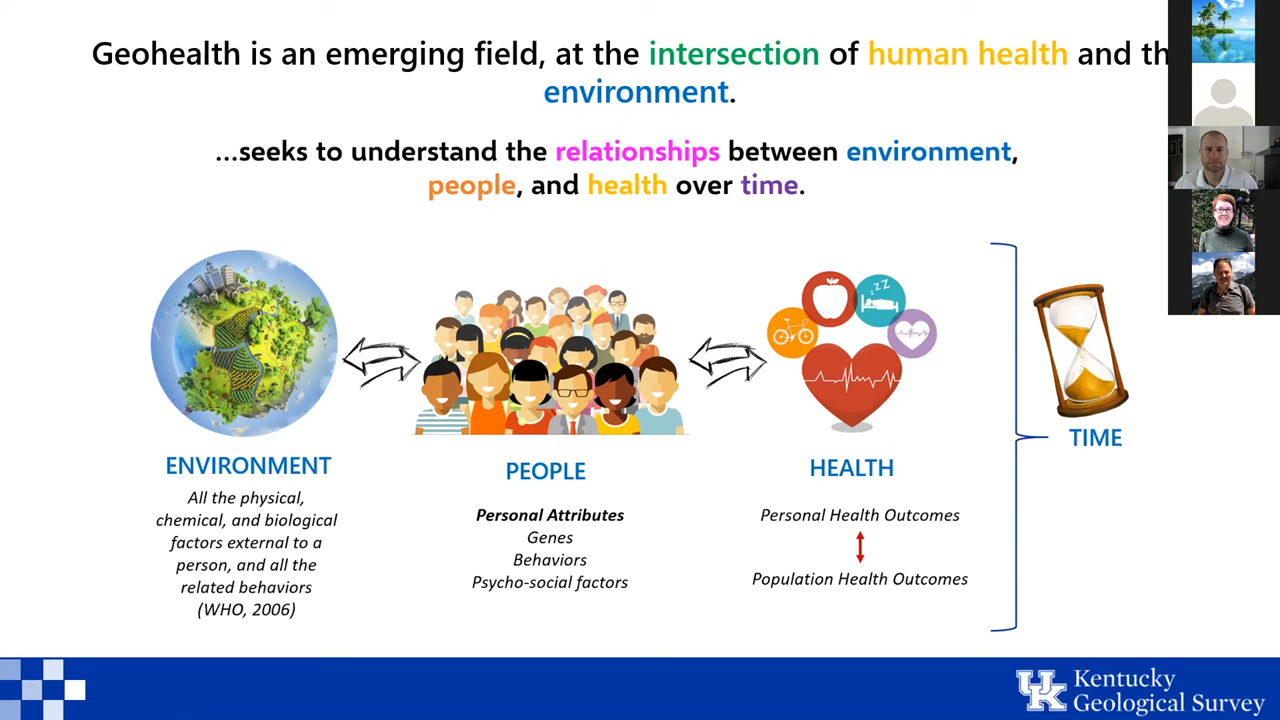 Geohealth is an emerging field, at the intersection of human health and th
environment.
...seeks to understand the relationships between environment,
people, and health over time.
zZZ
ENVIRONMENT
All the physical,
chemical, and biological
factors external to a
person, and all the
related behaviors
(WHO, 2006)
PEOPLE
Personal Attributes
Genes
Behaviors
Psycho-social factors
HEALTH
Personal Health Outcomes
Population Health Outcomes
TIME
UK Kentucky
Geological Survey